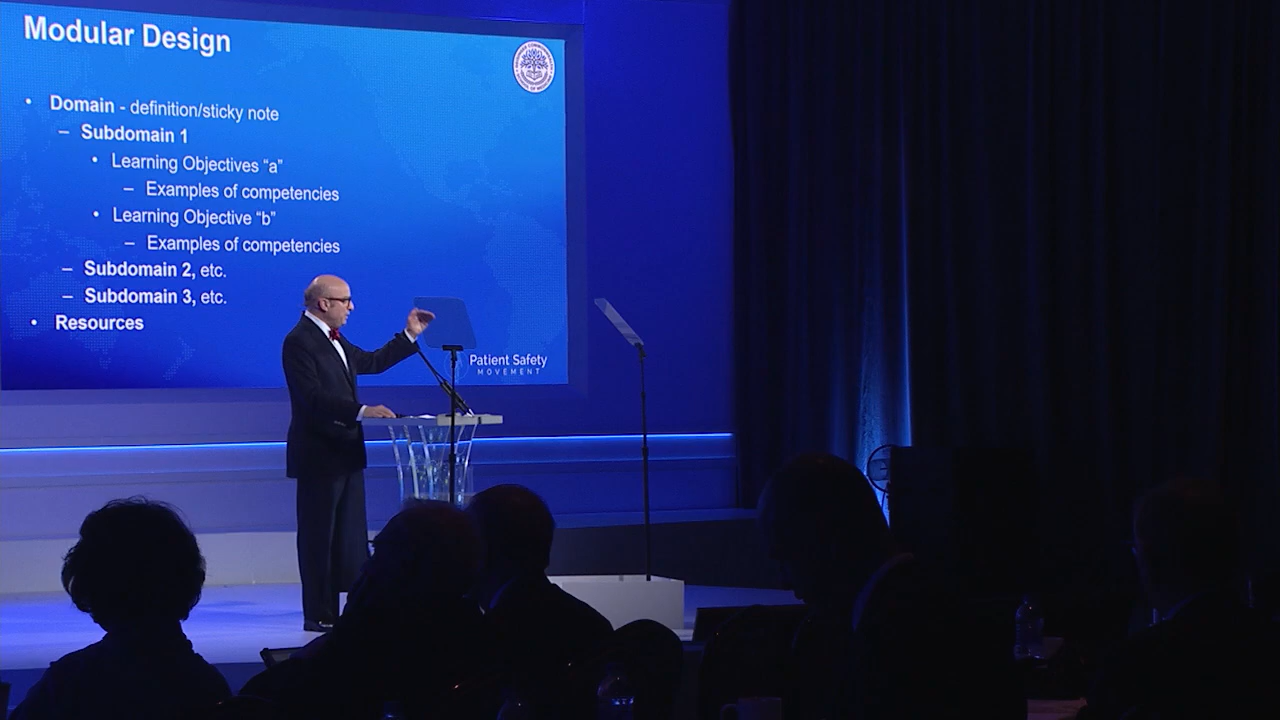 Modular Design
• Domain - definition/sticky note
– Subdomain 1
• Learning Objectives “a”
– Examples of competencies
• Learning Objective “b”
– Examples of competencies
– Subdomain 2, etc.
– Subdomain 3, etc.
• Resources
Patient Safety
MOVEMENT